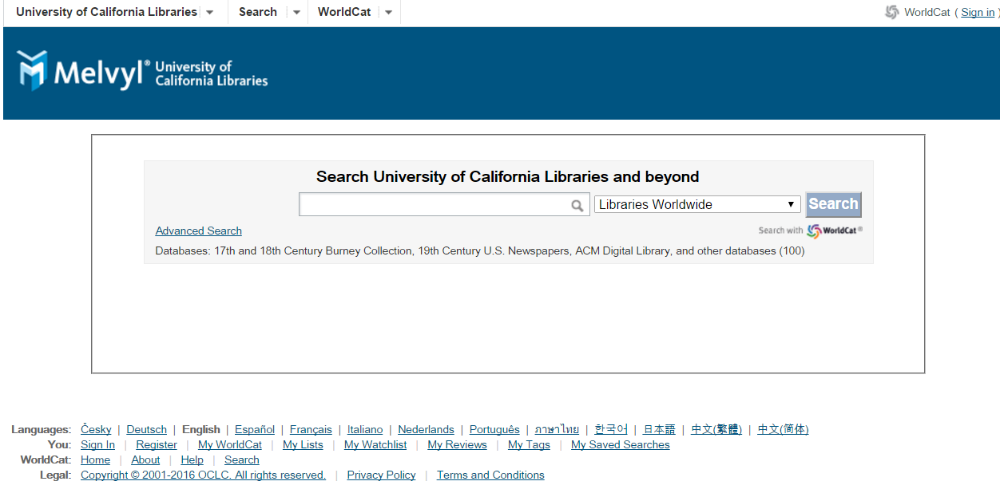 University of California Libraries Search WorldCat WorldCat ( Sign in )
Melvyl® University of
California Libraries
Search University of California Libraries and beyond
Libraries Worldwide Search
Advanced Search Search with WorldCat®
Databases: 17th and 18th Century Burney Collection, 19th Century U.S. Newspapers, ACM Digital Library, and other databases (100)
Languages: Česky | Deutsch | English | Español | Français | Italiano | Nederlands | Português | ภาษาไทย | 한국어 | 日本語 | 中文(繁體) | 中文(简体)
You: Sign In | Register | My WorldCat | My Lists | My Watchlist | My Reviews | My Tags | My Saved Searches
WorldCat: Home | About | Help | Search
Legal: Copyright © 2001-2016 OCLC. All rights reserved. | Privacy Policy | Terms and Conditions